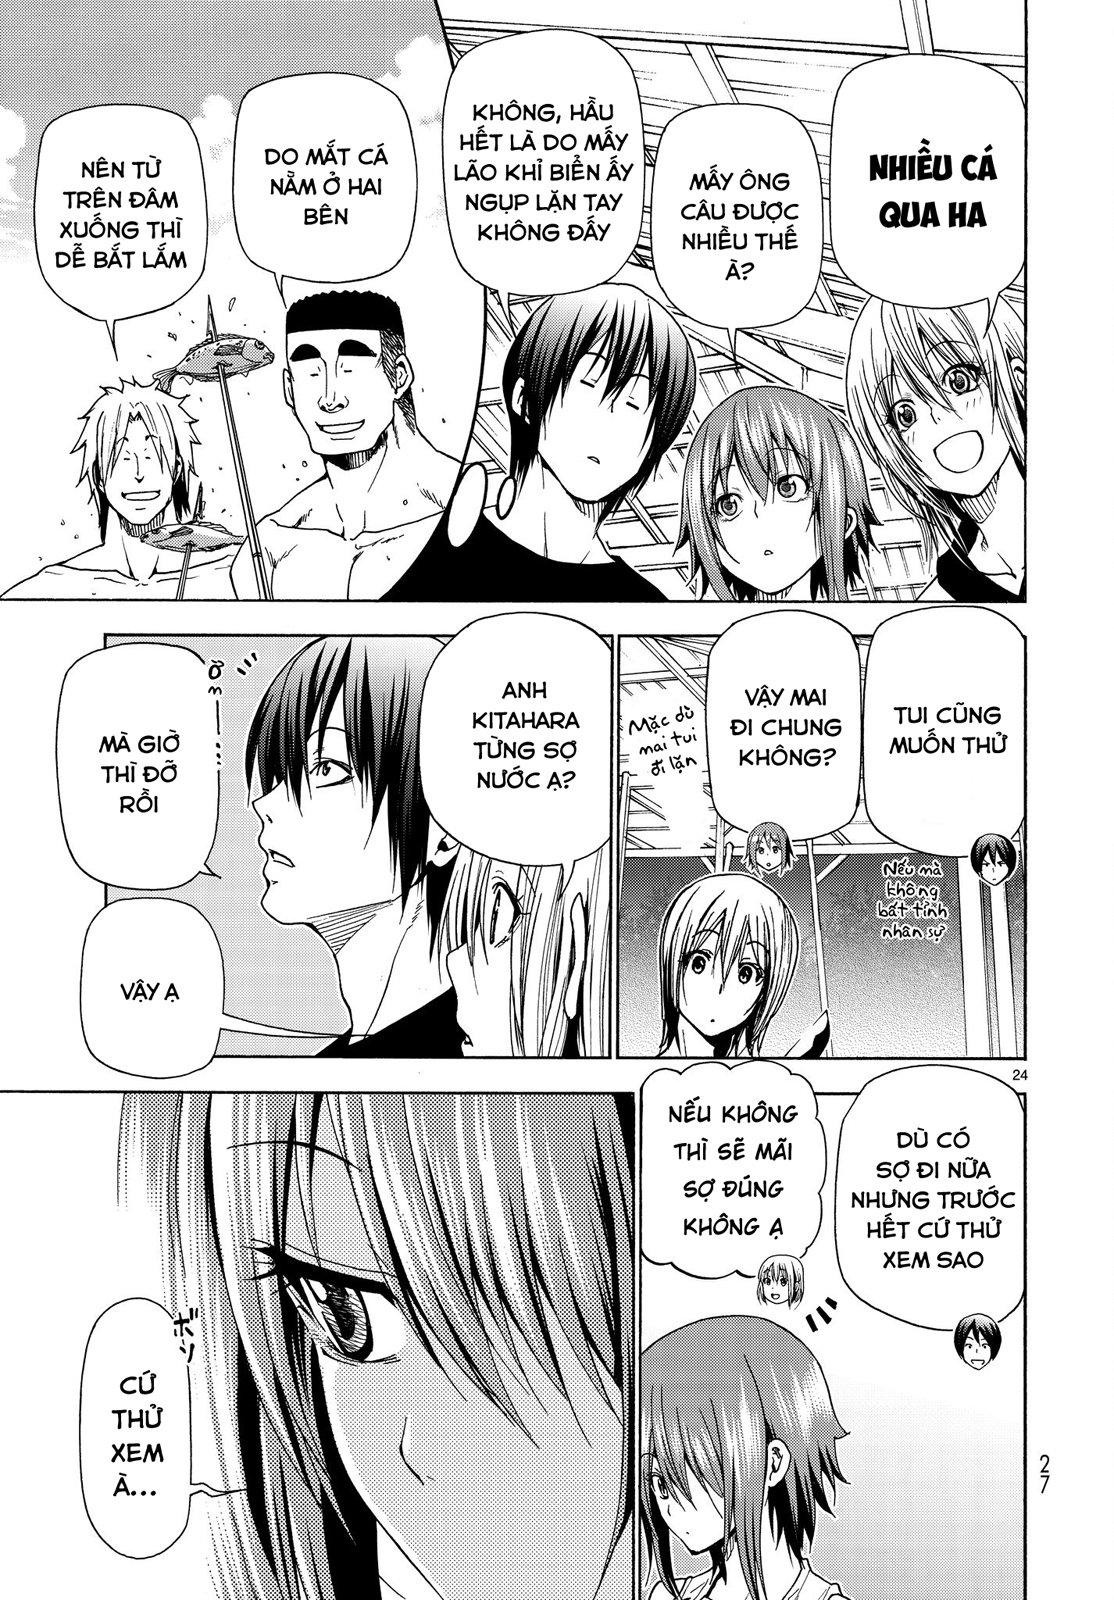 NHIỀU CÁ
QUA HA
MẤY ÔNG
CÂU ĐƯỢC
NHIỀU THẾ
À?
KHÔNG, HẦU
HẾT LÀ DO MẤY
LÃO KHỈ BIỂN ẤY
NGỤP LẶN TAY
KHÔNG ĐẤY
DO MẮT CÁ
NẰM Ở HAI
BÊN
NÊN TỪ
TRÊN ĐÂM
XUỐNG THÌ
DỄ BẮT LẮM
TUI CŨNG
MUỐN THỬ
Nếu mà
không
bất tỉnh
nhân sự
VẬY MAI
ĐI CHUNG
KHÔNG?
Mặc dù
mai tui
đi lặn
ANH
KITAHARA
TỪNG SỢ
NƯỚC Ạ?
Ờm...
MÀ GIỜ
THÌ ĐỠ
RỒI
VẬY Ạ
24
DÙ CÓ
SỢ ĐI NỮA
NHƯNG TRƯỚC
HẾT CỨ THỬ
XEM SAO
NẾU KHÔNG
THÌ SẼ MÃI
SỢ ĐÚNG
KHÔNG Ạ
ボソ
CỨ
THỬ
XEM
À...
27